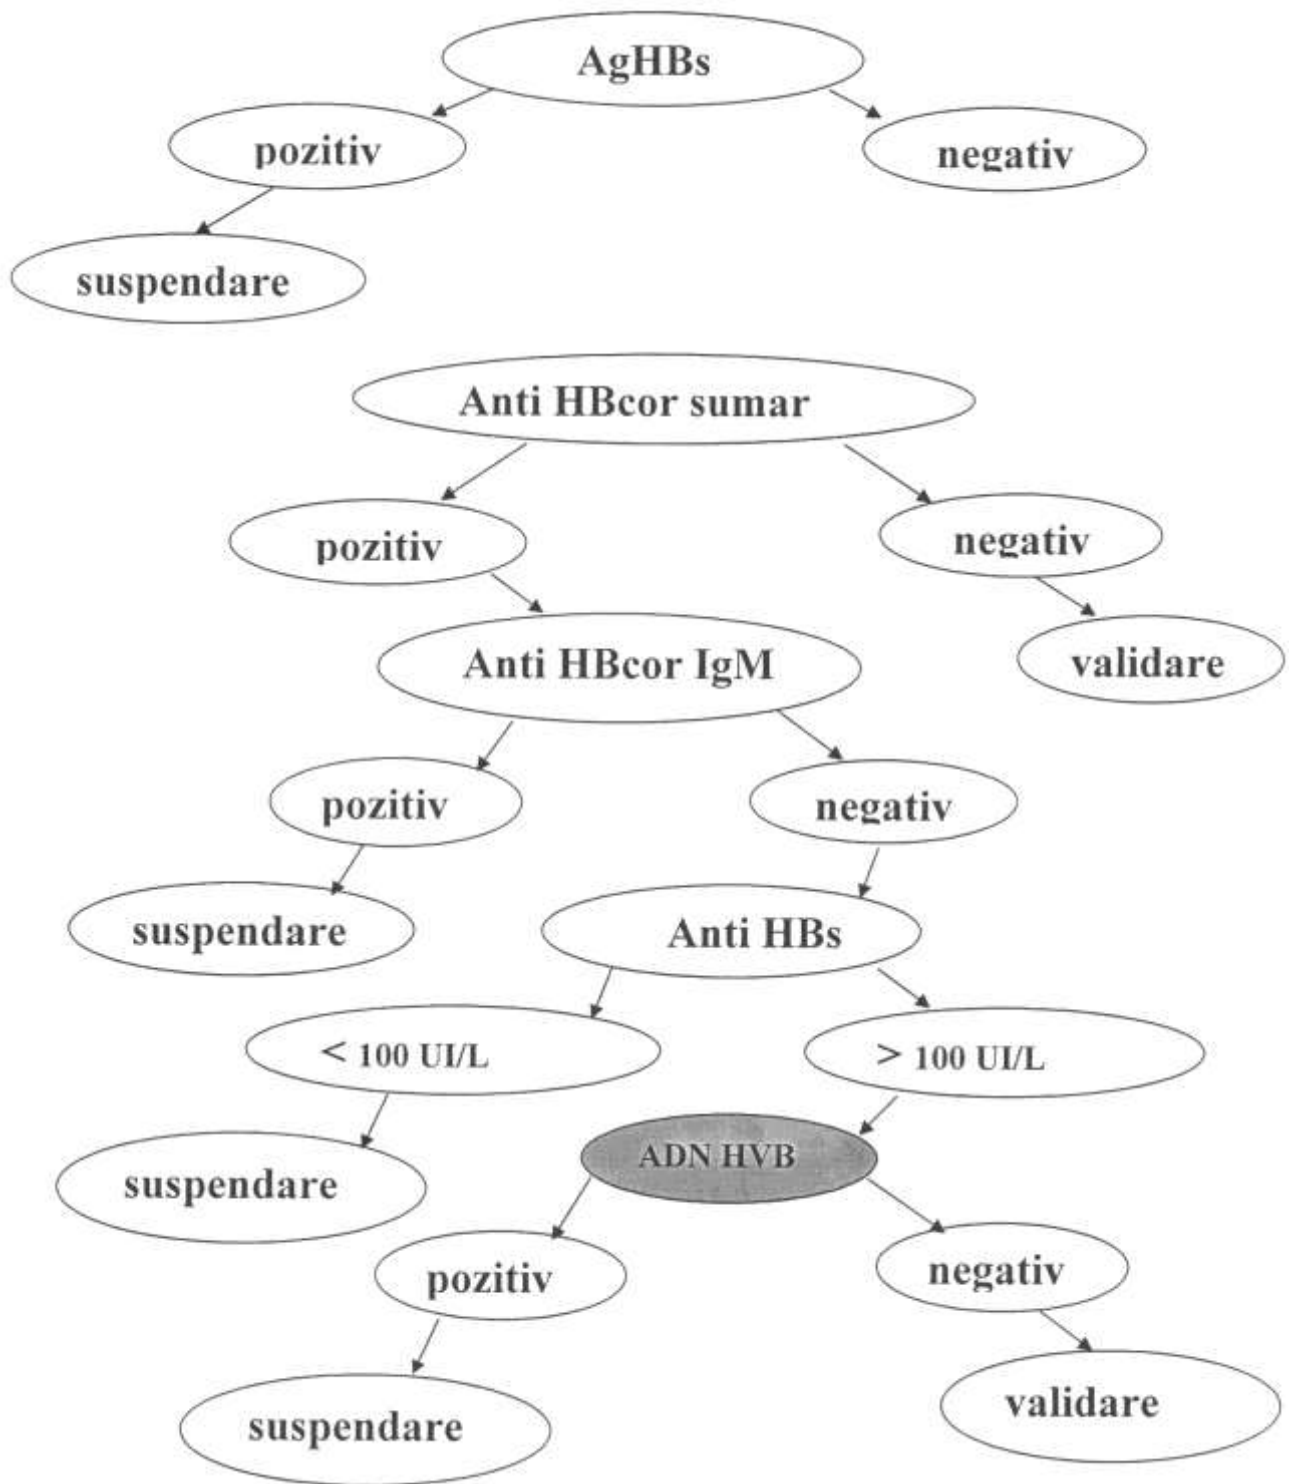 AgHBs
pozitiv
negativ
suspendare
Anti HBcor sumar
pozitiv
negativ
Anti HBcor IgM
validare
pozitiv
negativ
suspendare
Anti HBs
< 100 UI/L
> 100 UI/L
ADN HVB
suspendare
pozitiv
negativ
suspendare
validare